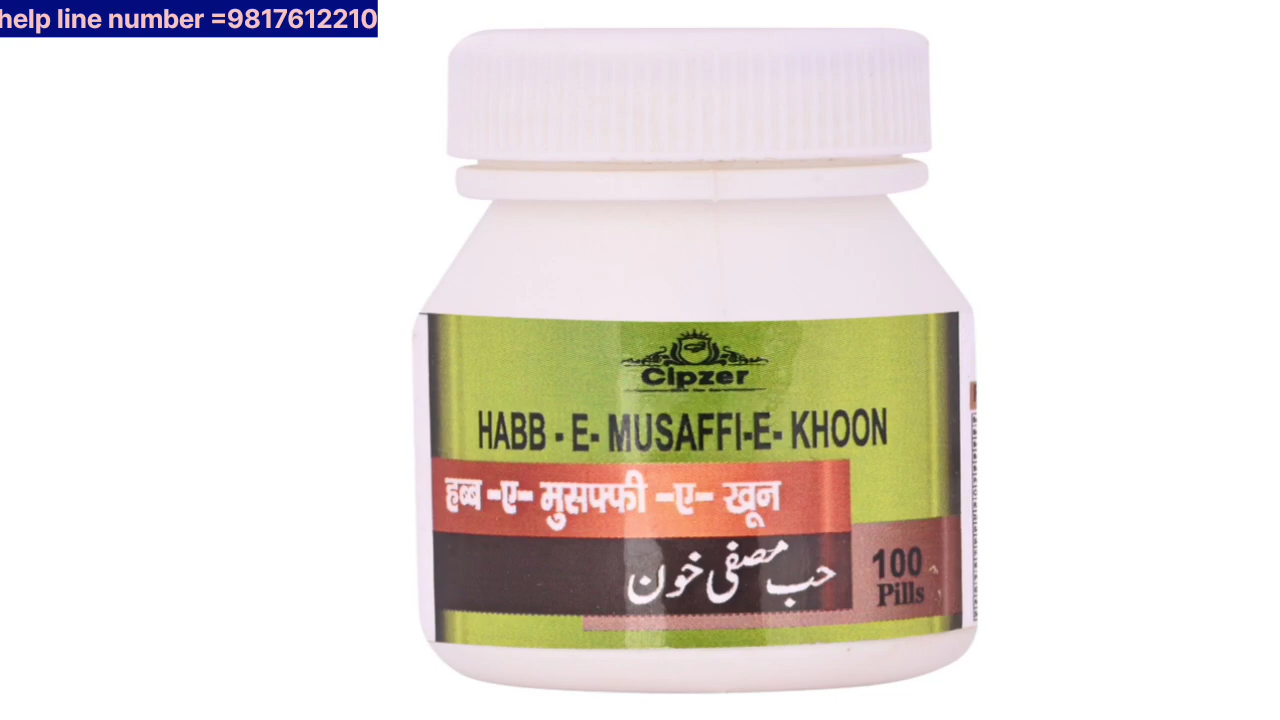 help line number =9817612210
Cipzer
HABB - E- MUSAFFI-E- KHOON
हब्ब -ए- मुसफ्फी -ए- खून
حب مصفی خون
100
Pills